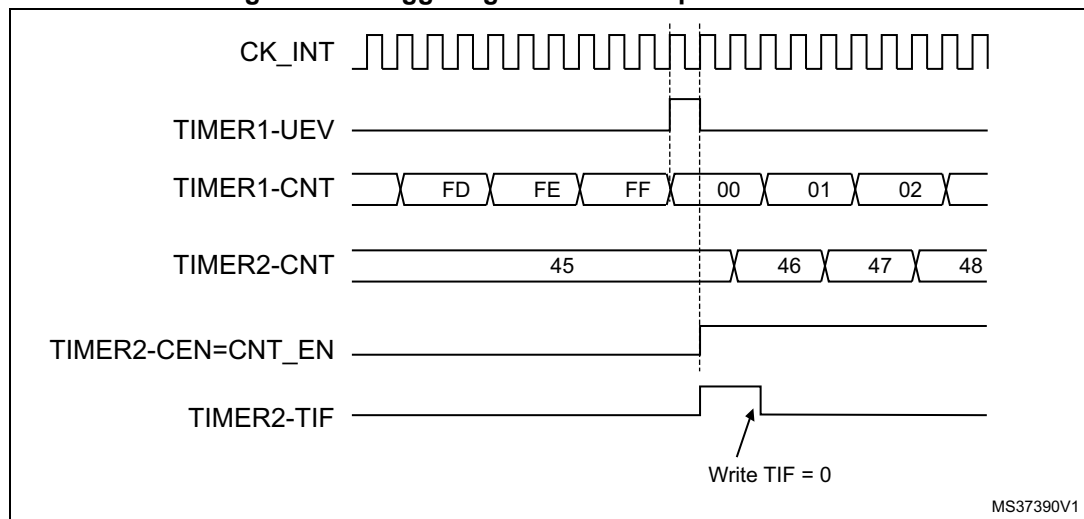 CK_INT
TIMER1-UEV
TIMER1-CNT FD FE FF 00 01 02
TIMER2-CNT 45 46 47 48
TIMER2-CEN=CNT_EN
TIMER2-TIF
Write TIF = 0
MS37390V1